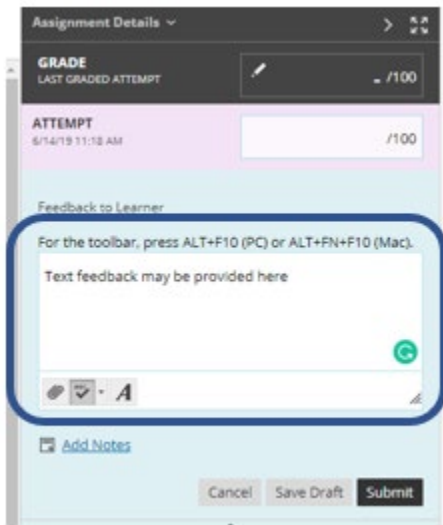 Assignment Details
GRADE
LAST GRADED ATTEMPT
- /100
ATTEMPT
6/14/19 11:18 AM
/100
Feedback to Learner
For the toolbar, press ALT+F10 (PC) or ALT+FN+F10 (Mac).
Text feedback may be provided here
A
Add Notes
Cancel Save Draft Submit